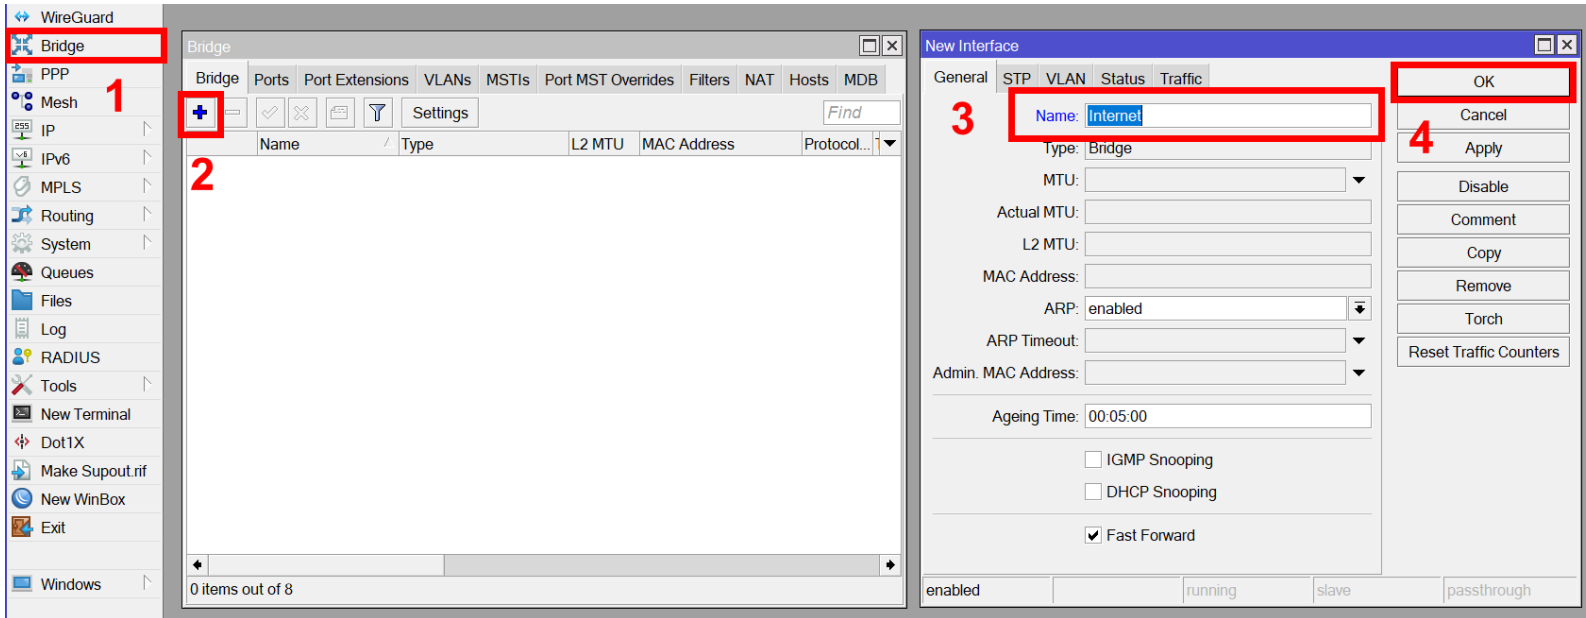 WireGuard
Bridge
PPP
Mesh
IP
IPv6
MPLS
Routing
System
Queues
Files
Log
RADIUS
Tools
New Terminal
Dot1X
Make Supout.rif
New WinBox
Exit
Windows
1
Bridge
Bridge Ports Port Extensions VLANs MSTIs Port MST Overrides Filters NAT Hosts MDB
Settings Find
Name Type L2 MTU MAC Address Protocol...
2
0 items out of 8
New Interface
General STP VLAN Status Traffic
3
Name: Internet
Type: Bridge
MTU:
Actual MTU:
L2 MTU:
MAC Address:
ARP: enabled
ARP Timeout:
Admin. MAC Address:
Ageing Time: 00:05:00
IGMP Snooping
DHCP Snooping
Fast Forward
enabled running slave passthrough
OK
Cancel
4
Apply
Disable
Comment
Copy
Remove
Torch
Reset Traffic Counters